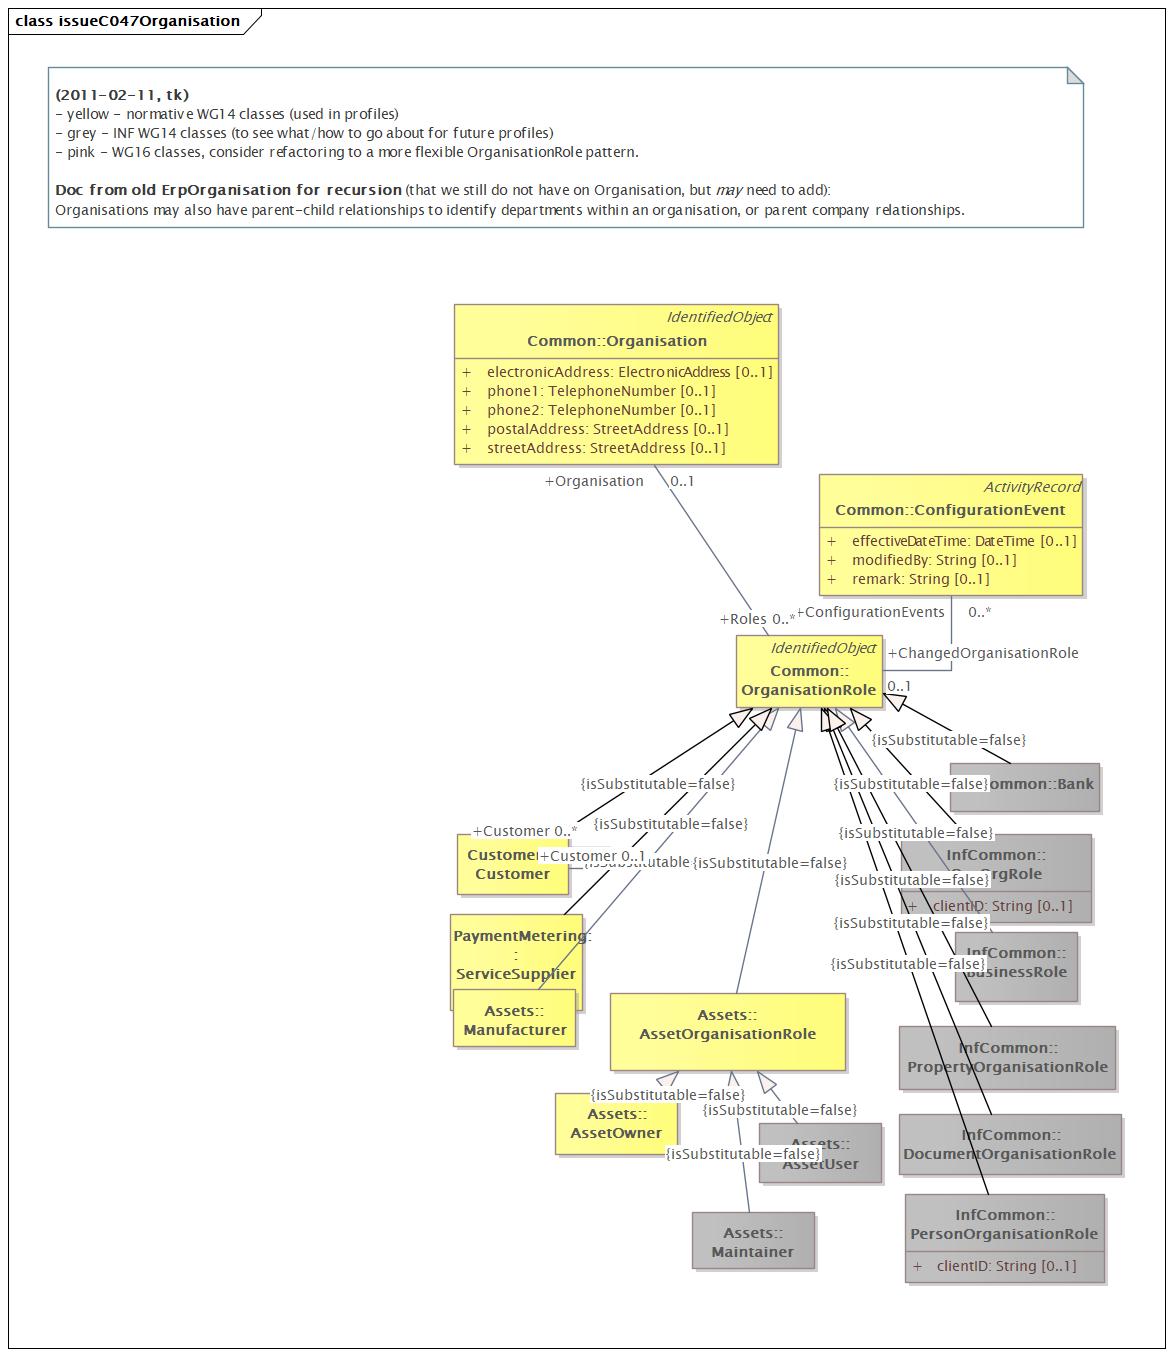 class issueC047Organisation
(2011-02-11, tk)
- yellow - normative WG14 classes (used in profiles)
- grey - INF WG14 classes (to see what/how to go about for future profiles)
- pink - WG16 classes, consider refactoring to a more flexible OrganisationRole pattern.
Doc from old ErpOrganisation for recursion (that we still do not have on Organisation, but may need to add):
Organisations may also have parent-child relationships to identify departments within an organisation, or parent company relationships.
IdentifiedObject
Common::Organisation
+ electronicAddress: ElectronicAddress [0..1]
+ phone1: TelephoneNumber [0..1]
+ phone2: TelephoneNumber [0..1]
+ postalAddress: StreetAddress [0..1]
+ streetAddress: StreetAddress [0..1]
+Organisation 0..1
ActivityRecord
Common::ConfigurationEvent
+ effectiveDateTime: DateTime [0..1]
+ modifiedBy: String [0..1]
+ remark: String [0..1]
+Roles 0..*
+ConfigurationEvents 0..*
IdentifiedObject
Common::
OrganisationRole
+ChangedOrganisationRole
0..1
{isSubstitutable=false}
{isSubstitutable=false}
{isSubstitutable=false}
ommon::Bank
{isSubstitutable=false}
{isSubstitutable=false}
+Customer 0..*
Custome
Customer
+Customer 0..1
{isSubstitutable=false}
InfCommon::
OrgRole
{isSubstitutable=false}
+ clientID: String [0..1]
{isSubstitutable=false}
PaymentMetering:
:
ServiceSupplier
InfCommon::
BusinessRole
{isSubstitutable=false}
Assets::
Manufacturer
Assets::
AssetOrganisationRole
InfCommon::
PropertyOrganisationRole
{isSubstitutable=false}
{isSubstitutable=false}
Assets::
AssetOwner
{isSubstitutable=false}
Assets::
AssetUser
InfCommon::
DocumentOrganisationRole
Assets::
Maintainer
InfCommon::
PersonOrganisationRole
+ clientID: String [0..1]